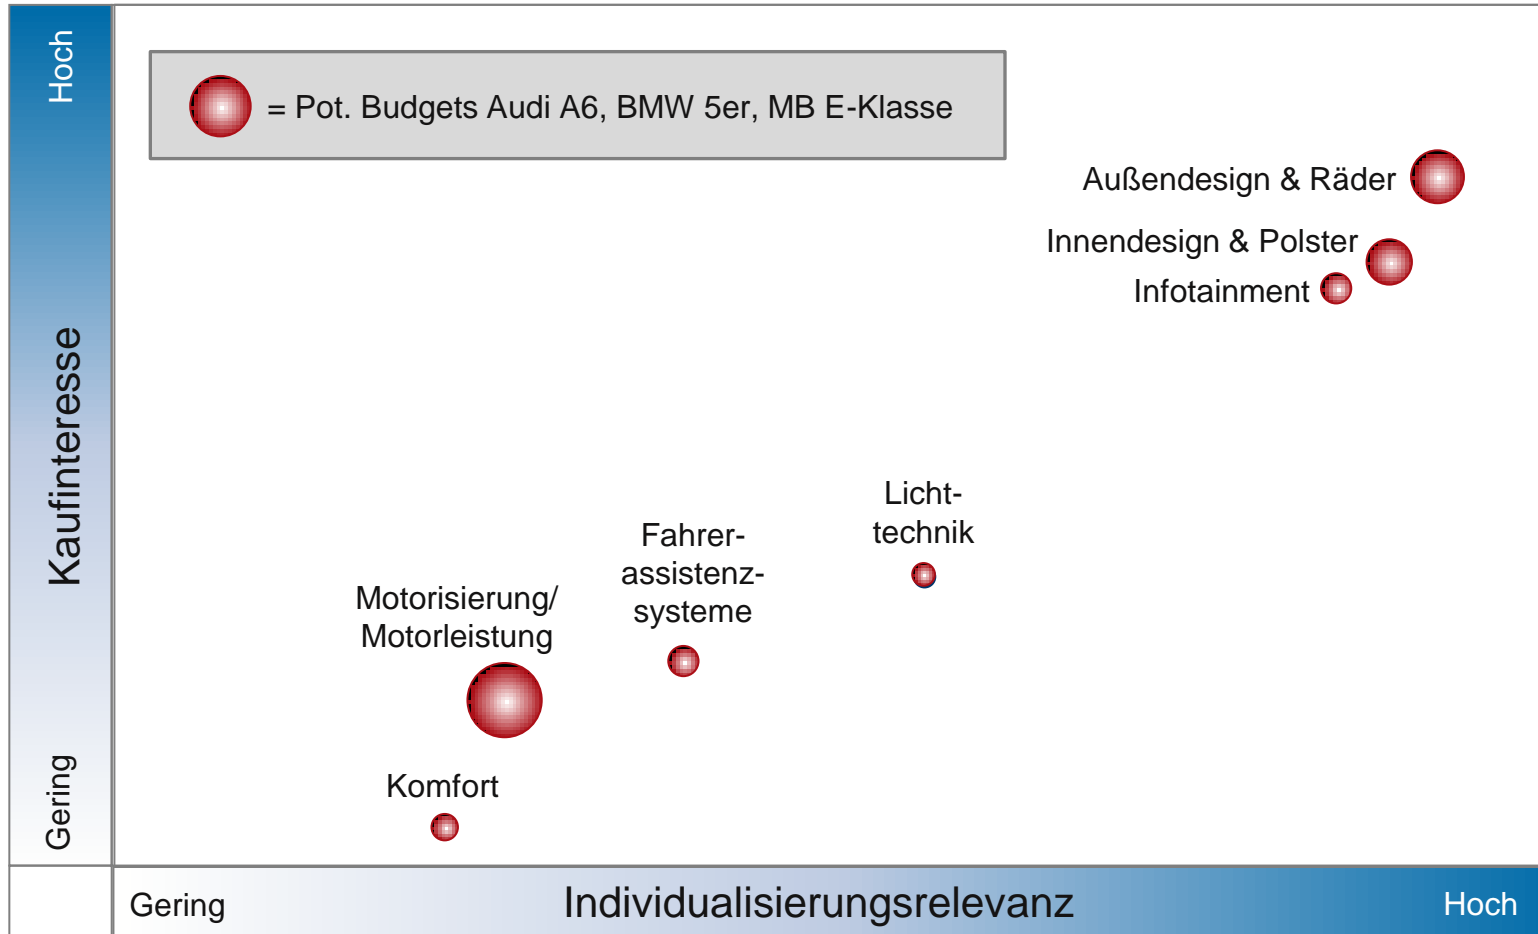 Hoch
= Pot. Budgets Audi A6, BMW 5er, MB E-Klasse
Außendesign & Räder
Innendesign & Polster
Infotainment
Kaufinteresse
Licht-
technik
Fahrer-
assistenz-
systeme
Motorisierung/
Motorleistung
Komfort
Gering
Gering
Individualisierungsrelevanz
Hoch